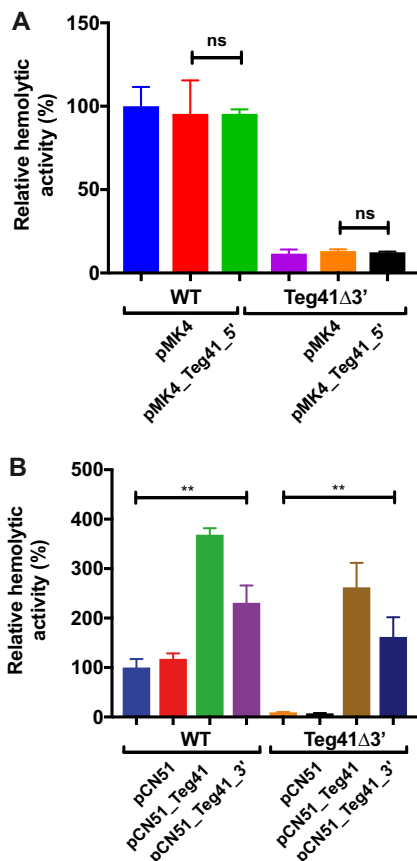 A
Relative hemolytic
activity (%)
150
100
50
0
ns
ns
WT
Teg41Δ3’
pMK4
pMK4_Teg41_5’
pMK4
pMK4_Teg41_5’
B
Relative hemolytic
activity (%)
500
400
300
200
100
0
**
**
WT
Teg41Δ3’
pCN51
pCN51_Teg41
pCN51_Teg41_3’
pCN51
pCN51_Teg41
pCN51_Teg41_3’